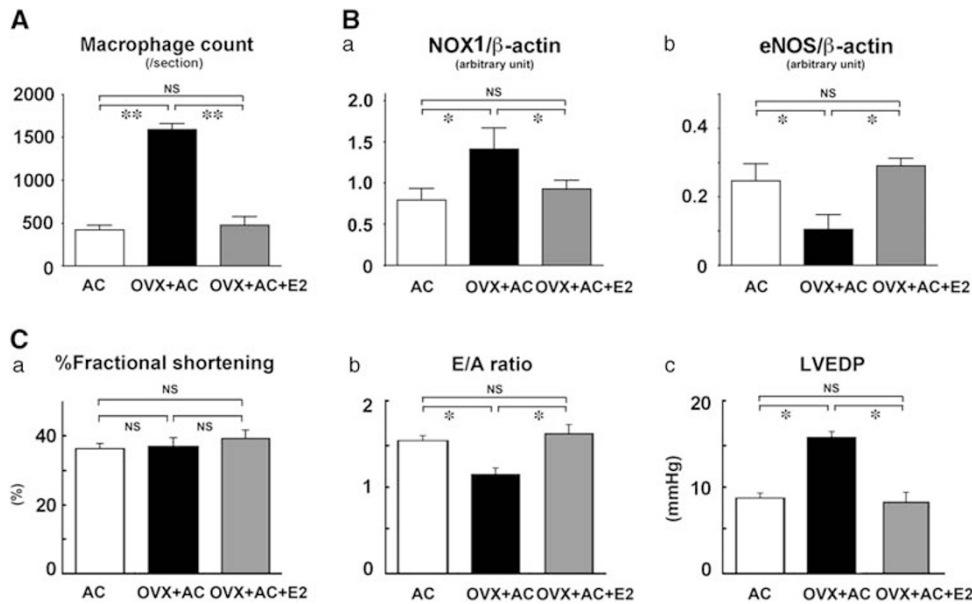 A
Macrophage count
(/section)
NS
** **
2000
1500
1000
500
0
AC OVX+AC OVX+AC+E2
B
a
NOX1/β-actin
(arbitrary unit)
NS
* *
2.0
1.5
1.0
0.5
0
AC OVX+AC OVX+AC+E2
b
eNOS/β-actin
(arbitrary unit)
NS
* *
0.4
0.2
0
AC OVX+AC OVX+AC+E2
C
a
%Fractional shortening
NS
NS NS
40
20
0
(%)
AC OVX+AC OVX+AC+E2
b
E/A ratio
NS
* *
2
1
0
AC OVX+AC OVX+AC+E2
c
LVEDP
NS
* *
20
10
0
(mmHg)
AC OVX+AC OVX+AC+E2